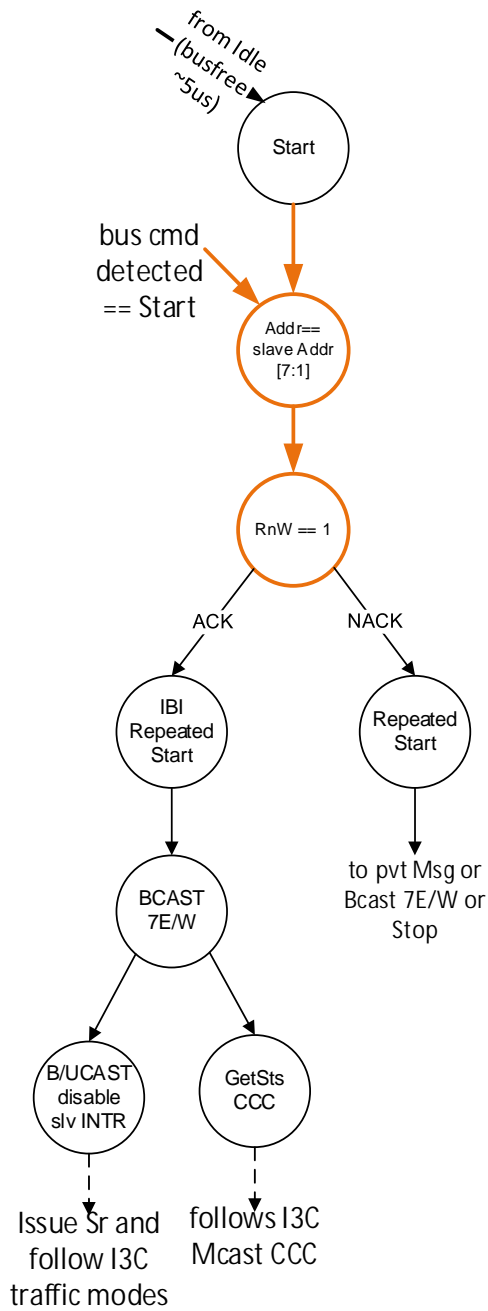 from Idle
(busfree
~5us)
Start
bus cmd
detected
== Start
Addr==
slave Addr
[7:1]
RnW == 1
ACK
NACK
IBI
Repeated
Start
Repeated
Start
to pvt Msg or
Bcast 7E/W or
Stop
BCAST
7E/W
B/UCAST
disable
slv INTR
GetSts
CCC
Issue Sr and
follow I3C
traffic modes
follows I3C
Mcast CCC